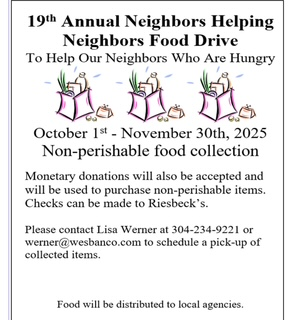 19th Annual Neighbors Helping
Neighbors Food Drive
To Help Our Neighbors Who Are Hungry
October 1st - November 30th, 2025
Non-perishable food collection
Monetary donations will also be accepted and
will be used to purchase non-perishable items.
Checks can be made to Riesbeck's.
Please contact Lisa Werner at 304-234-9221 or
werner@wesbanco.com to schedule a pick-up of
collected items.
Food will be distributed to local agencies.